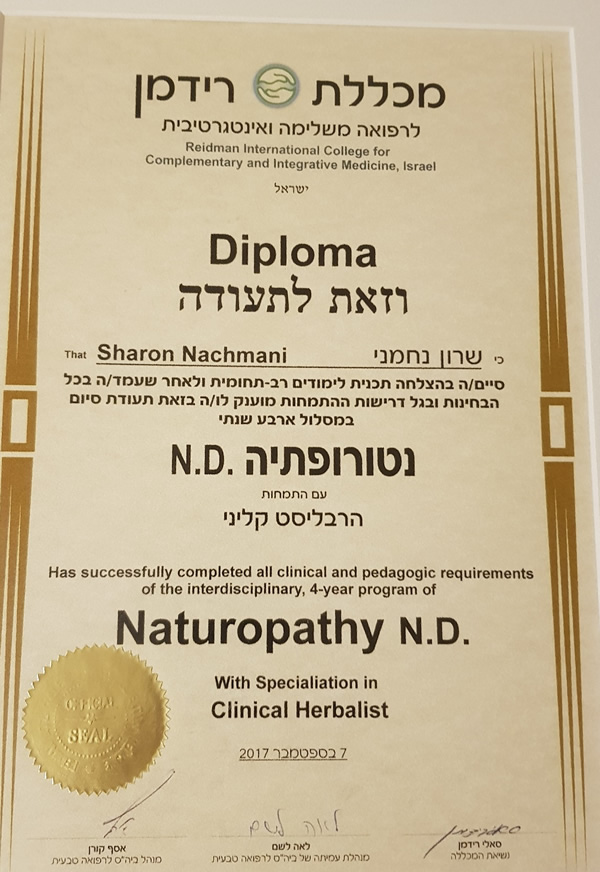 מכללת רידמן
לרפואה משלימה ואינטגרטיבית
Reidman International College for
Complementary and Integrative Medicine, Israel
ישראל
Diploma
וזאת לתעודה
That Sharon Nachmani שרון נחמני כי
סיים/ה בהצלחה תכנית לימודים רב-תחומית ולאחר שעמד/ה בכל
הבחינות ובגל דרישות ההתמחות מוענק לו/ה בזאת תעודת סיום
במסלול ארבע שנתי
נטורופתיה N.D.
עם התמחות
הרבליסט קליני
Has successfully completed all clinical and pedagogic requirements
of the interdisciplinary, 4-year program of
Naturopathy N.D.
With Specialiation in
Clinical Herbalist
OFFICIAL
SEAL
7 בספטמבר 2017
לאה לשם
סאלי רידמן
נשיאת המכללה
לאה לשם
מנהלת עמיתה של ביה"ס לרפואה טבעית
אסף קורן
מנהל ביה"ס לרפואה טבעית